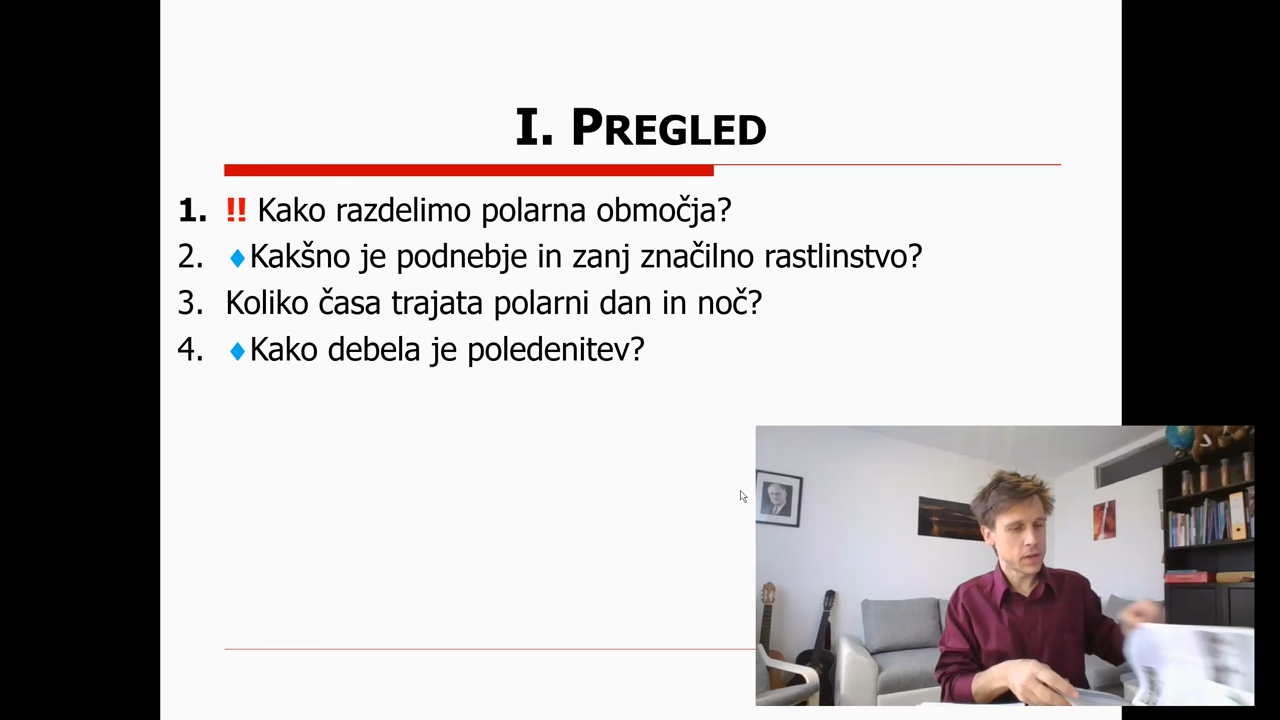 I. PREGLED
1. !! Kako razdelimo polarna območja?
2. ♦Kakšno je podnebje in zanj značilno rastlinstvo?
3. Koliko časa trajata polarni dan in noč?
4. ♦Kako debela je poledenitev?